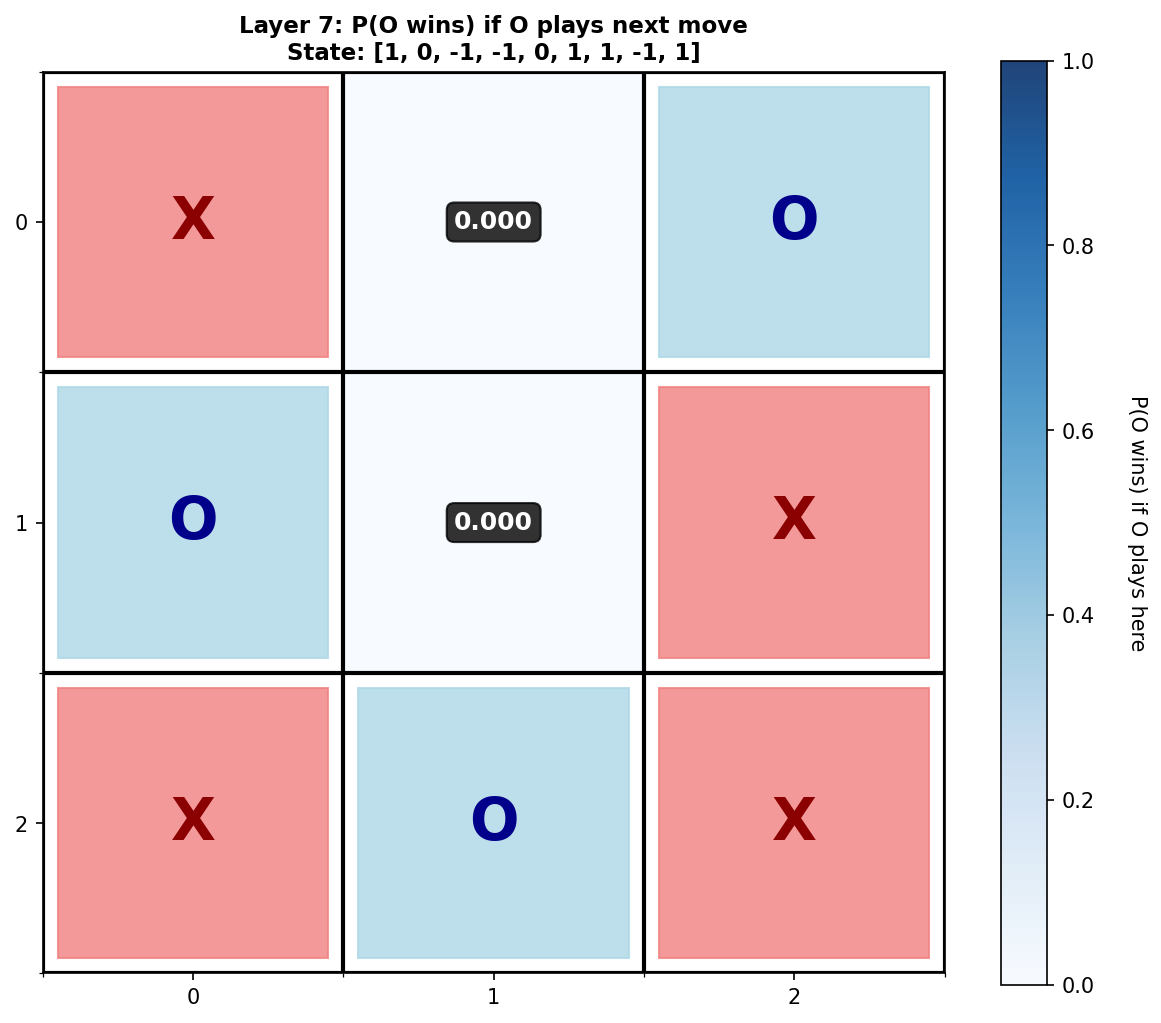 Layer 7: P(O wins) if O plays next move
State: [1, 0, -1, -1, 0, 1, 1, -1, 1]
X
0.000
O
O
0.000
X
X
O
X
0
1
2
0
1
2
1.0
0.8
0.6
0.4
0.2
0.0
P(O wins) if O plays here